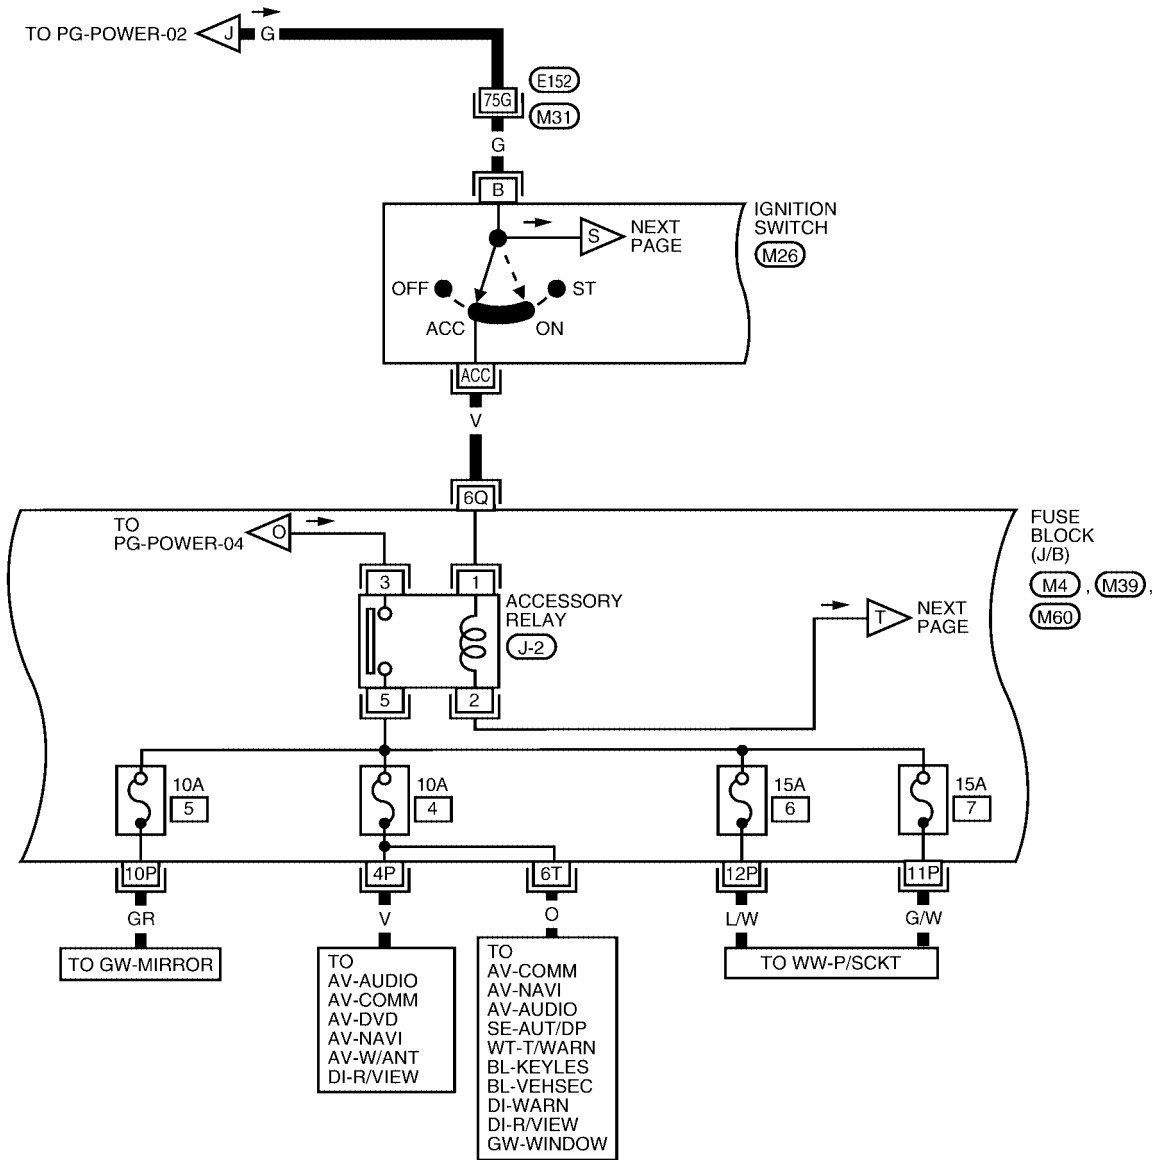 TO PG-POWER-02
J
G
E152
75G
M31
G
B
IGNITION
SWITCH
M26
S
NEXT
PAGE
OFF
ST
ACC
ON
ACC
V
6Q
TO
PG-POWER-04
O
FUSE
BLOCK
(J/B)
M4 , M39 ,
M60
3
1
ACCESSORY
RELAY
J-2
T
NEXT
PAGE
5
2
10A
5
10A
4
15A
6
15A
7
10P
4P
6T
12P
11P
GR
V
O
L/W
G/W
TO GW-MIRROR
TO
AV-AUDIO
AV-COMM
AV-DVD
AV-NAVI
AV-W/ANT
DI-R/VIEW
TO
AV-COMM
AV-NAVI
AV-AUDIO
SE-AUT/DP
WT-T/WARN
BL-KEYLES
BL-VEHSEC
DI-WARN
DI-R/VIEW
GW-WINDOW
TO WW-P/SCKT